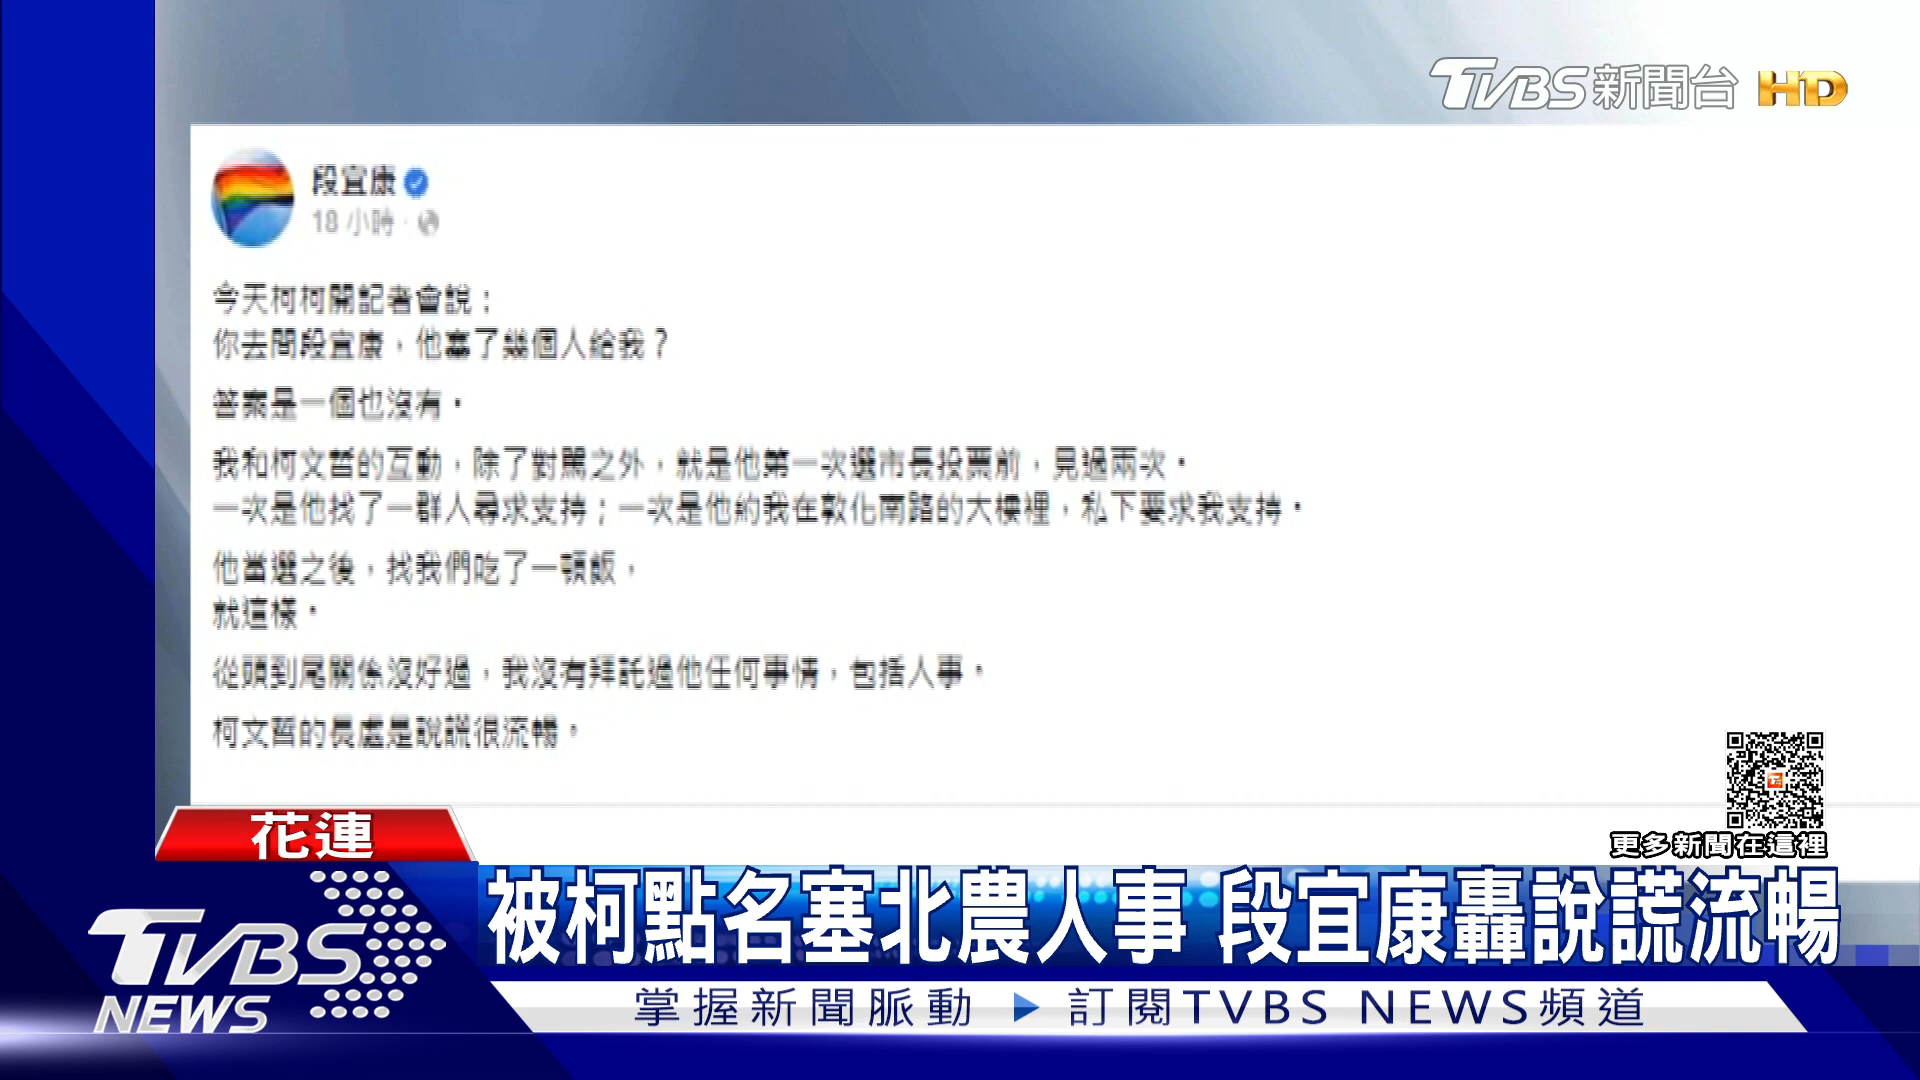 TVBS新聞台 HD
段宜康
18 小時
今天柯柯開記者會說：
你去問段宜康，他塞了幾個人給我？
答案是一個也沒有。
我和柯文哲的互動，除了對罵之外，就是他第一次選市長投票前，見過兩次。
一次是他找了一群人尋求支持；一次是他約我在敦化南路的大樓裡，私下要求我支持。
他當選之後，找我們吃了一頓飯，
就這樣。
從頭到尾關係沒好過，我沒有拜託過他任何事情，包括人事。
柯文哲的長處是說謊很流暢。
更多新聞在這裡
花連
被柯點名塞北農人事 段宜康轟說謊流暢
TVBS NEWS
掌握新聞脈動 ▶ 訂閱TVBS NEWS頻道